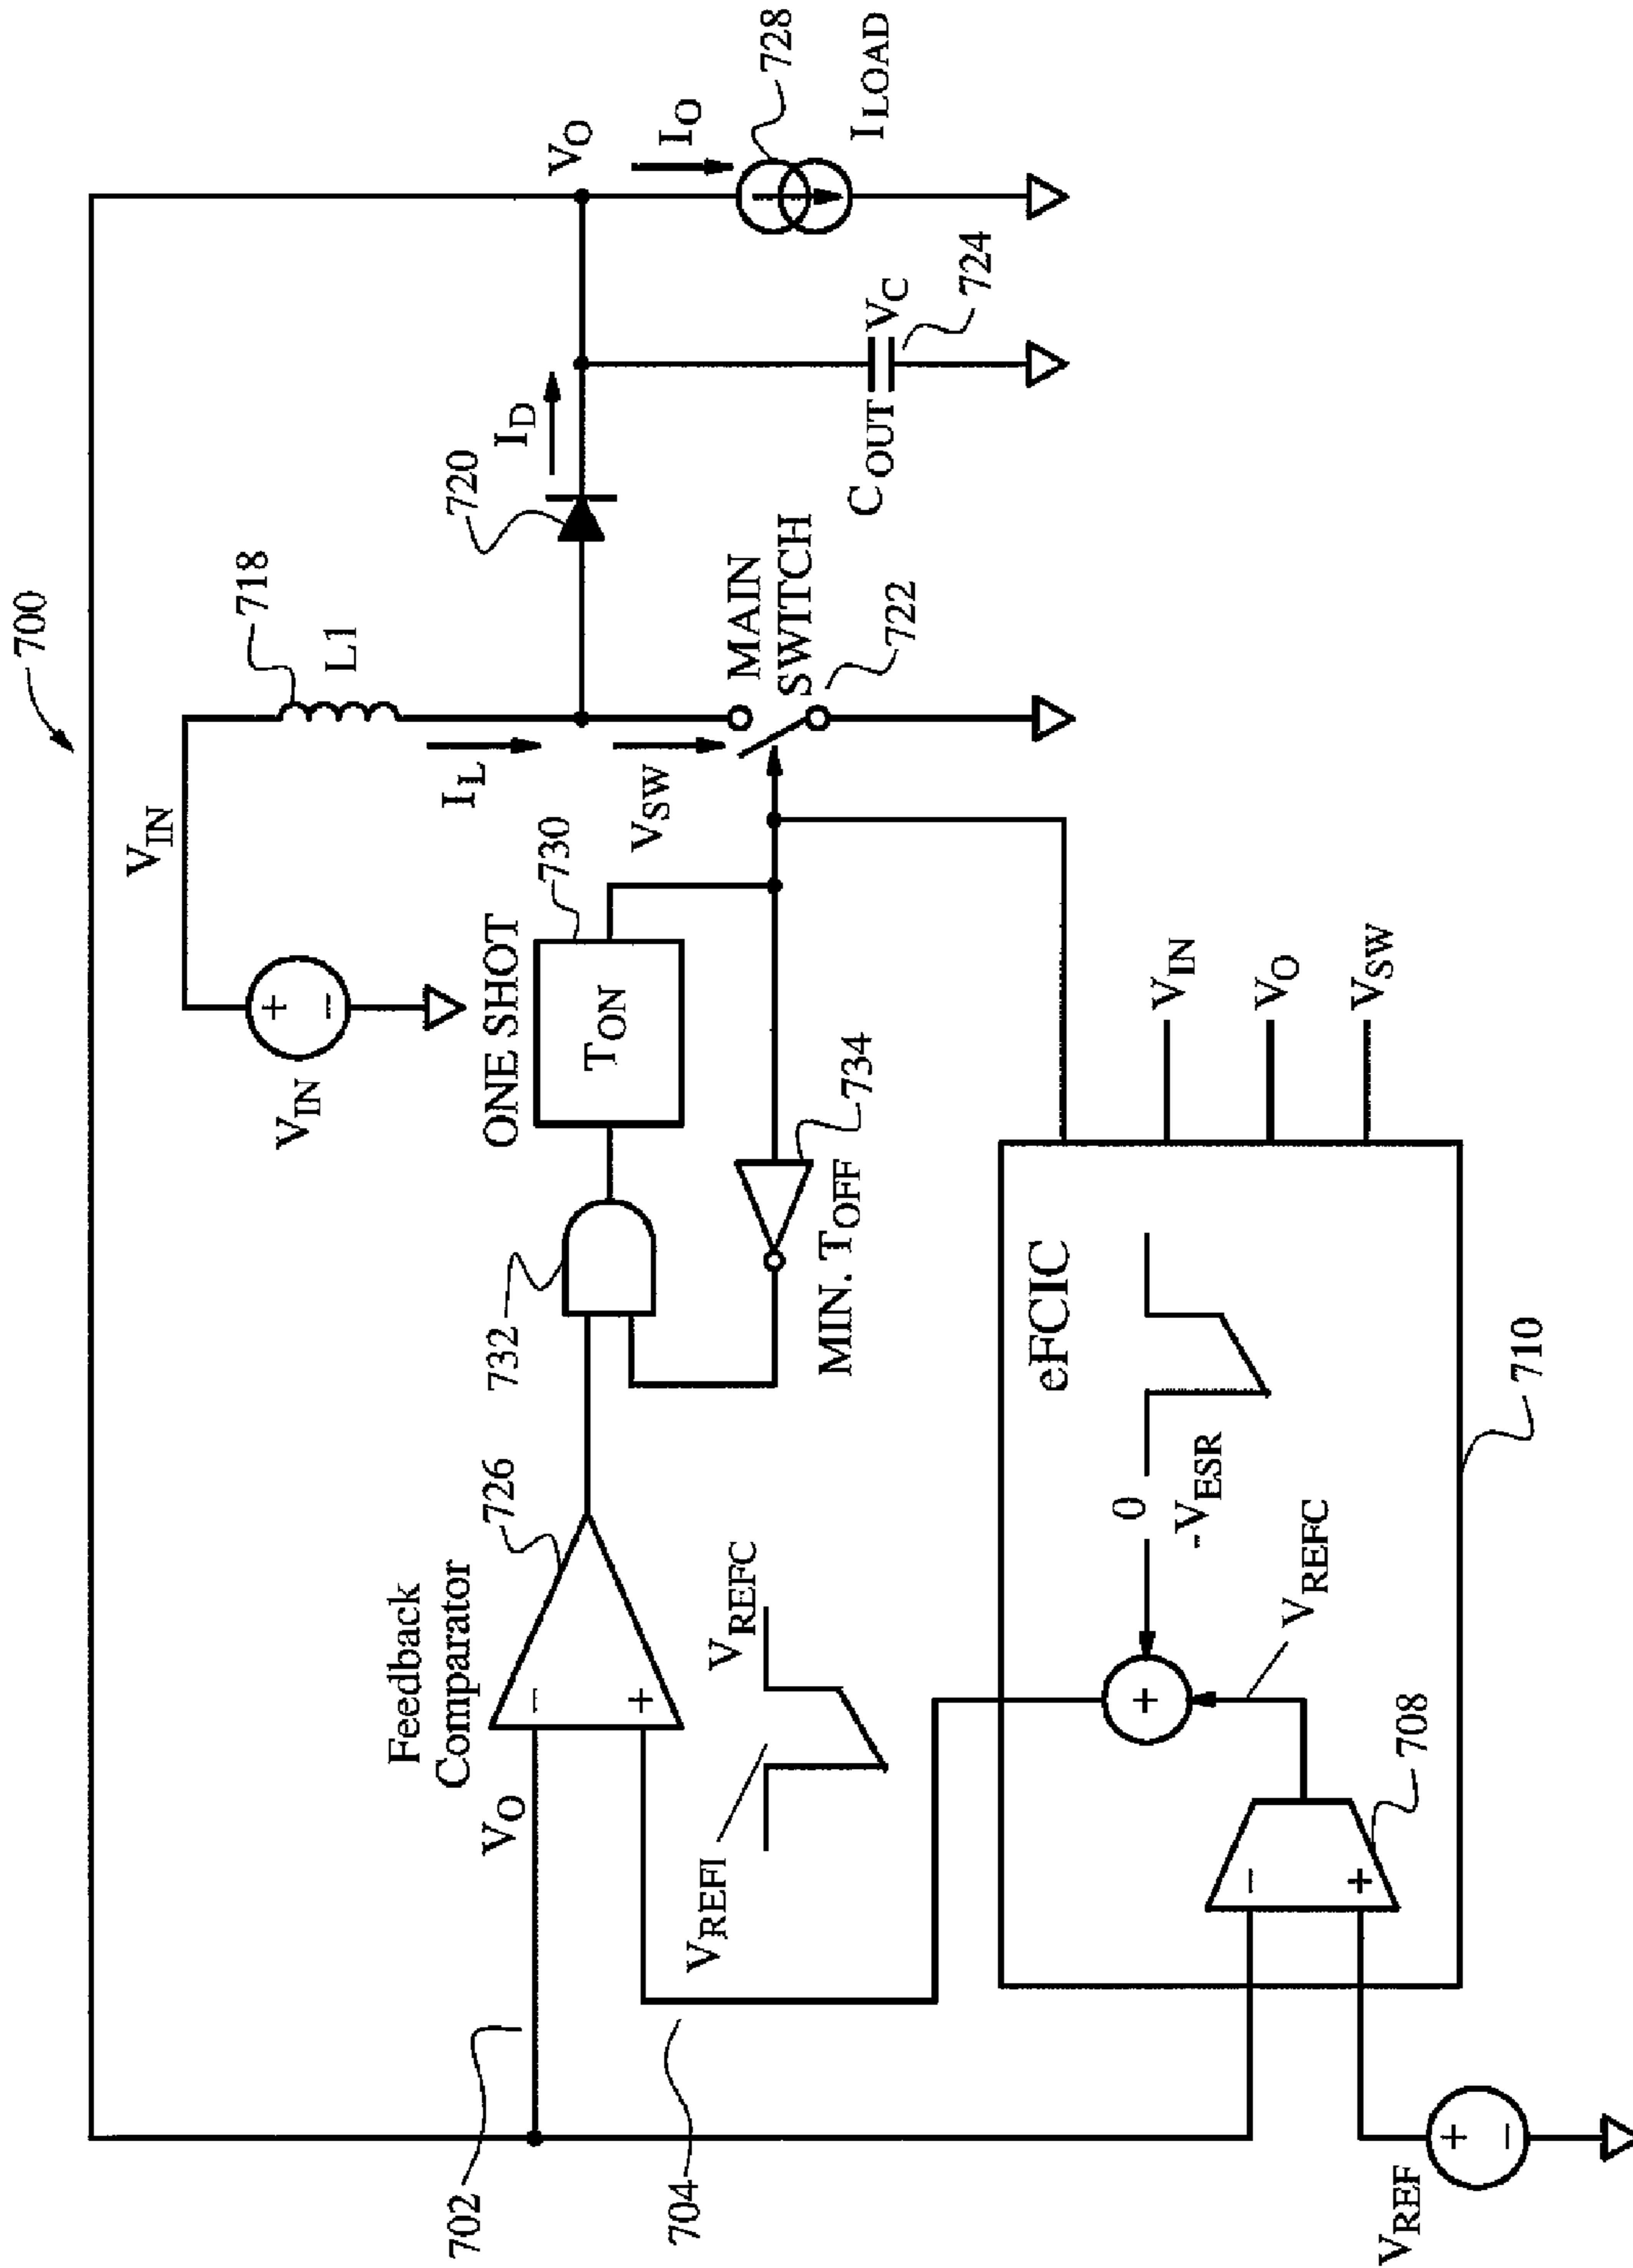 700
V_IN
718
L1
I_L
V_IN
V_SW
MAIN
SWITCH
722
720
I_D
V_O
I_O
728
I_LOAD
C_OUT
V_C
724
ONE SHOT
730
T_ON
732
734
MIN. T_OFF
Feedback
Comparator
726
V_O
-
+
V_REFI
V_REFC
702
704
eFCIC
0
-V_ESR
+
V_REFC
708
-
+
710
V_IN
V_O
V_SW
V_REF
+
-
+
-